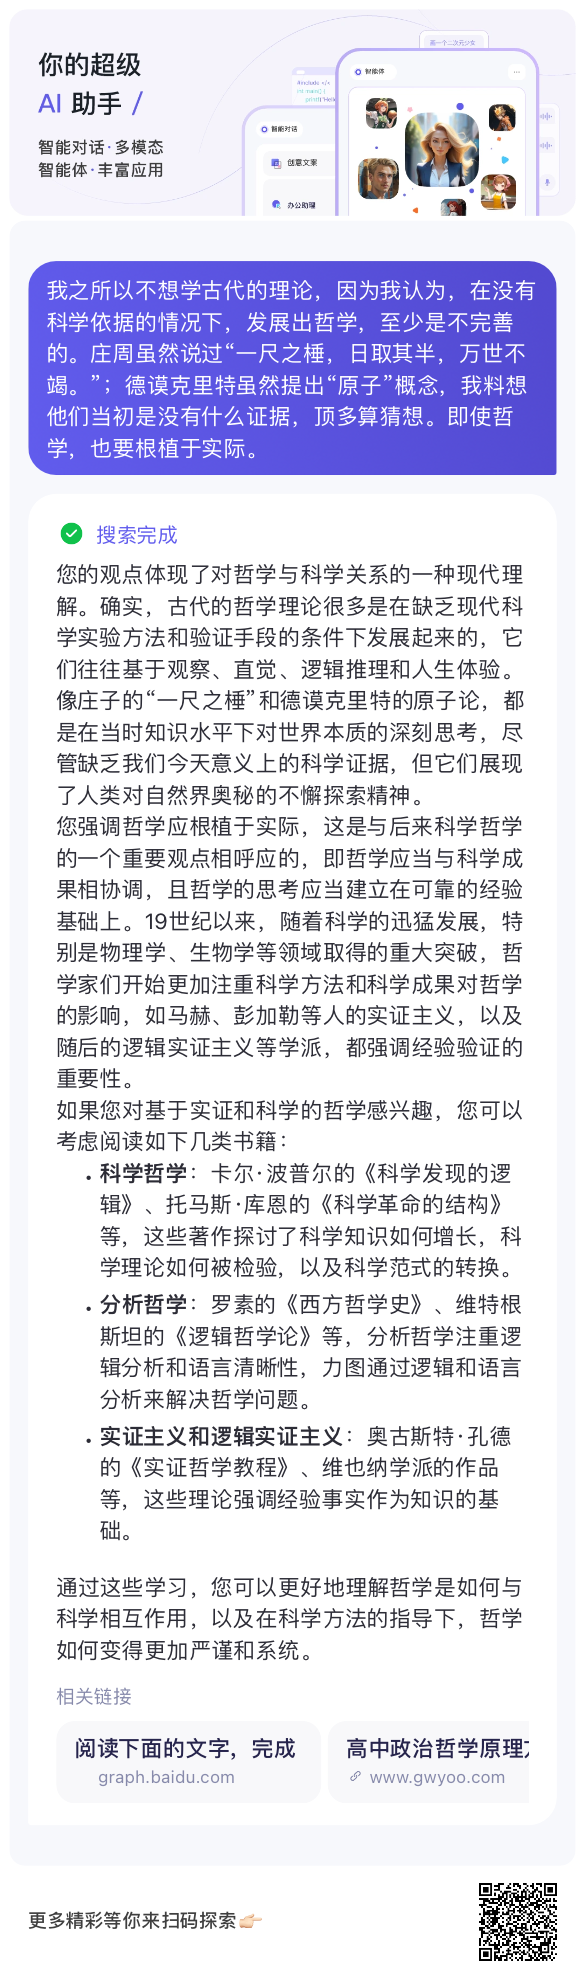 你的超级
AI 助手 /
智能对话·多模态
智能体·丰富应用
画一个二次元少女
#include </>
智能体
智能对话
创意文案
办公助理
我之所以不想学古代的理论，因为我认为，在没有
科学依据的情况下，发展出哲学，至少是不完善
的。庄周虽然说过“一尺之棰，日取其半，万世不
竭。”；德谟克里特虽然提出“原子”概念，我料想
他们当初是没有什么证据，顶多算猜想。即使哲
学，也要根植于实际。
搜索完成
您的观点体现了对哲学与科学关系的一种现代理
解。确实，古代的哲学理论很多是在缺乏现代科
学实验方法和验证手段的条件下发展起来的，它
们往往基于观察、直觉、逻辑推理和人生体验。
像庄子的“一尺之棰”和德谟克里特的原子论，都
是在当时知识水平下对世界本质的深刻思考，尽
管缺乏我们今天意义上的科学证据，但它们展现
了人类对自然界奥秘的不懈探索精神。
您强调哲学应根植于实际，这是与后来科学哲学
的一个重要观点相呼应的，即哲学应当与科学成
果相协调，且哲学的思考应当建立在可靠的经验
基础上。19世纪以来，随着科学的迅猛发展，特
别是物理学、生物学等领域取得的重大突破，哲
学家们开始更加注重科学方法和科学成果对哲学
的影响，如马赫、彭加勒等人的实证主义，以及
随后的逻辑实证主义等学派，都强调经验验证的
重要性。
如果您对基于实证和科学的哲学感兴趣，您可以
考虑阅读如下几类书籍：
• 科学哲学：卡尔·波普尔的《科学发现的逻
辑》、托马斯·库恩的《科学革命的结构》
等，这些著作探讨了科学知识如何增长，科
学理论如何被检验，以及科学范式的转换。
• 分析哲学：罗素的《西方哲学史》、维特根
斯坦的《逻辑哲学论》等，分析哲学注重逻
辑分析和语言清晰性，力图通过逻辑和语言
分析来解决哲学问题。
• 实证主义和逻辑实证主义：奥古斯特·孔德
的《实证哲学教程》、维也纳学派的作品
等，这些理论强调经验事实作为知识的基
础。
通过这些学习，您可以更好地理解哲学是如何与
科学相互作用，以及在科学方法的指导下，哲学
如何变得更加严谨和系统。
相关链接
阅读下面的文字，完成
graph.baidu.com
高中政治哲学原理
www.gwyoo.com
更多精彩等你来扫码探索👉🏻